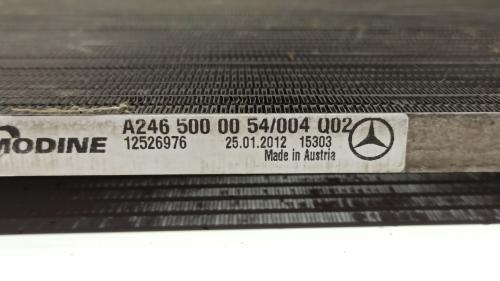 MODINE A246 500 00 54/004 Q02
12526976 25.01.2012 15303
Made in Austria